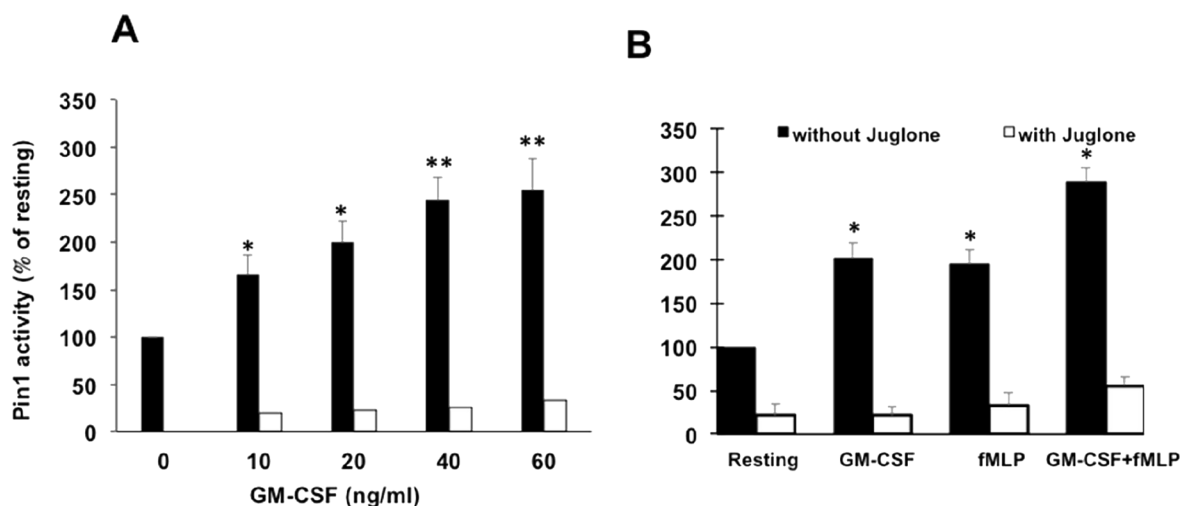 A
Pin1 activity (% of resting)
350
300
250
200
150
100
50
0
* * ** **
0 10 20 40 60
GM-CSF (ng/ml)
B
without Juglone with Juglone
350
300
250
200
150
100
50
0
* * *
Resting GM-CSF fMLP GM-CSF+fMLP